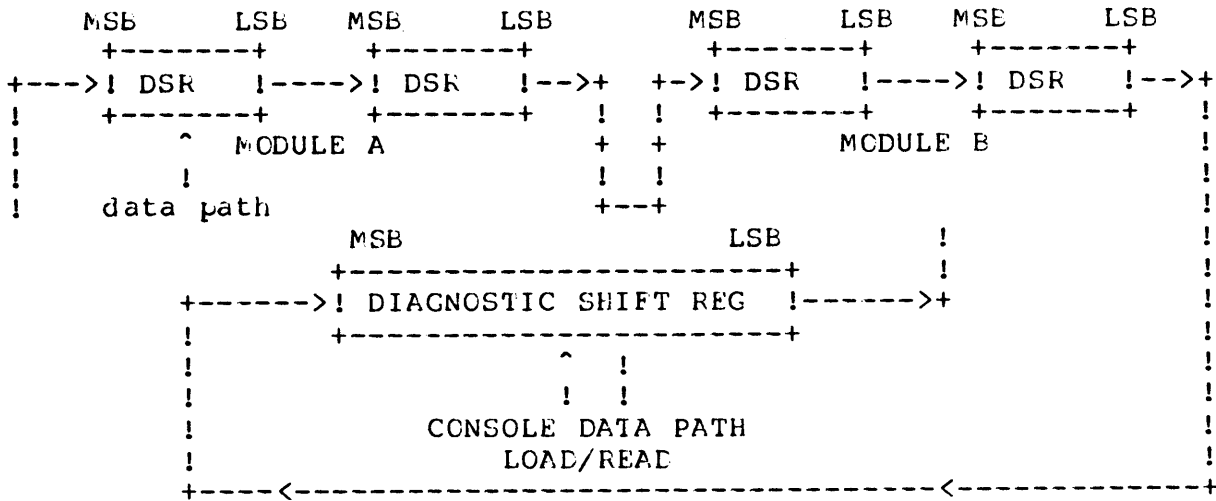 MSB LSB MSB LSB MSB LSB MSB LSB
+-------+ +-------+ +-------+ +-------+
+--->! DSR !---->! DSR !-->+ +->! DSR !---->! DSR !-->+
! +-------+ +-------+ ! ! +-------+ +-------+ !
! ^ MODULE A + + MODULE B !
! ! ! ! !
! data path +--+ !
MSB LSB ! !
+-------------------------+ ! !
+------>! DIAGNOSTIC SHIFT REG !------>+ !
! +-------------------------+ !
! ^ ! !
! ! ! !
! CONSOLE DATA PATH !
! LOAD/READ !
+----<-----------------------------------<--------------+